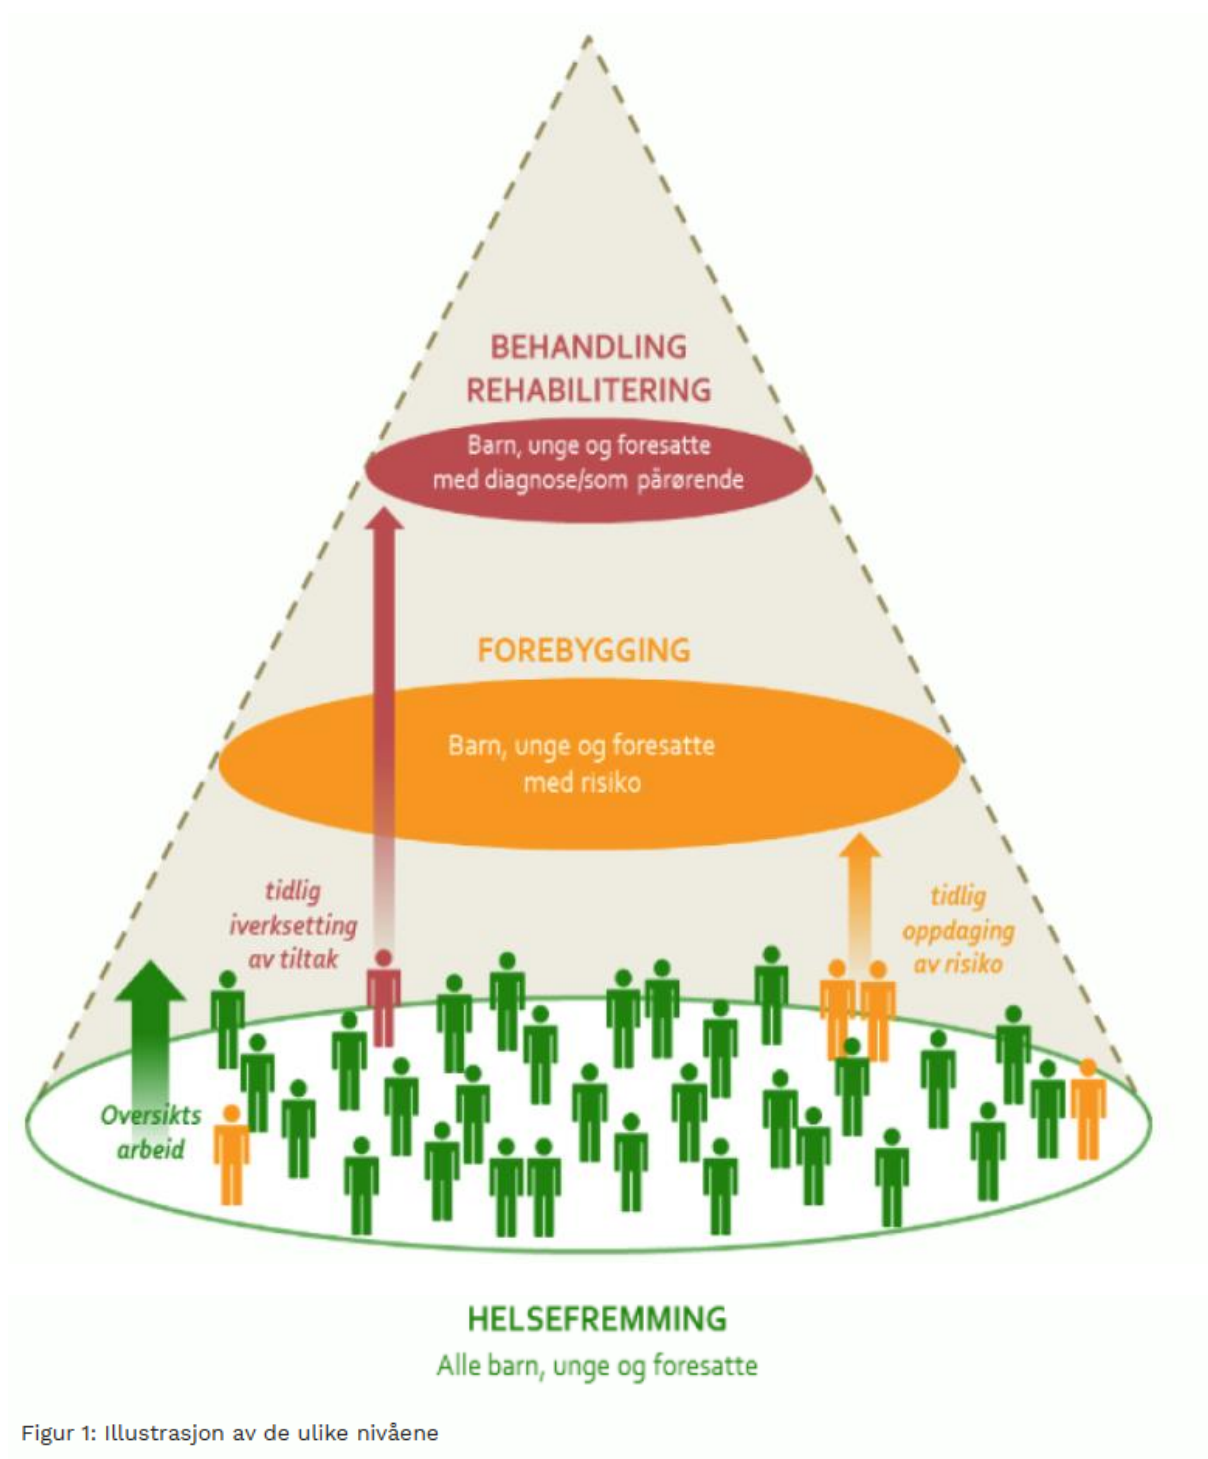 BEHANDLING
REHABILITERING
Barn, unge og foresatte
med diagnose/som pårørende
FOREBYGGING
Barn, unge og foresatte
med risiko
tidlig
iverksetting
av tiltak
tidlig
oppdaging
av risiko
Oversikts
arbeid
HELSEFREMMING
Alle barn, unge og foresatte
Figur 1: Illustrasjon av de ulike nivåene